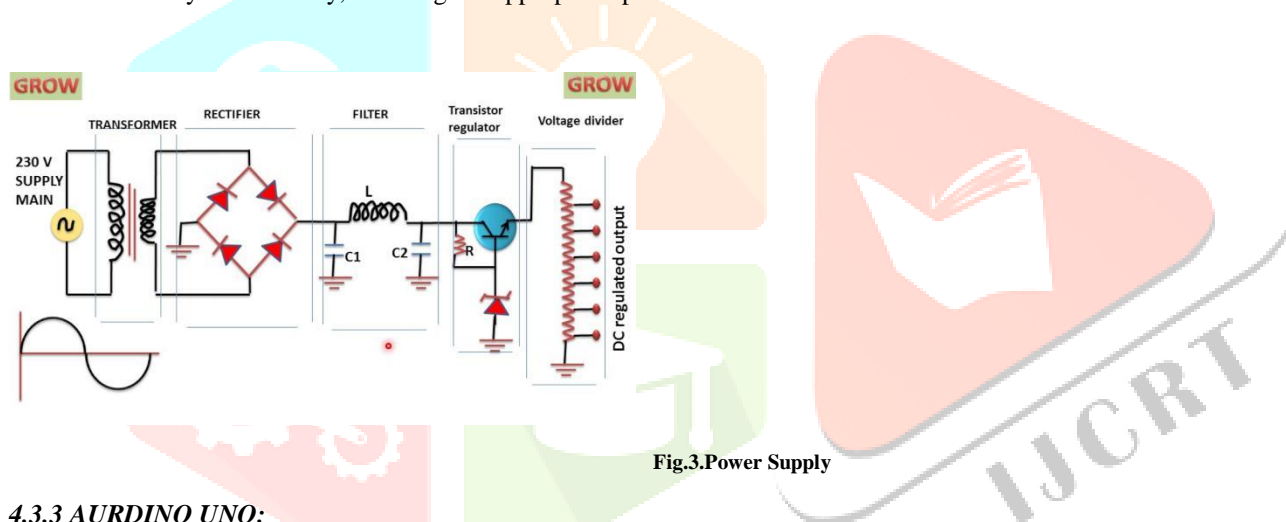 GROW
GROW
TRANSFORMER
RECTIFIER
FILTER
Transistor
regulator
Voltage divider
230 V
SUPPLY
MAIN
L
C1
C2
R
DC regulated output
Fig.3.Power Supply
IJCRT
4.3.3 AURDINO UNO: